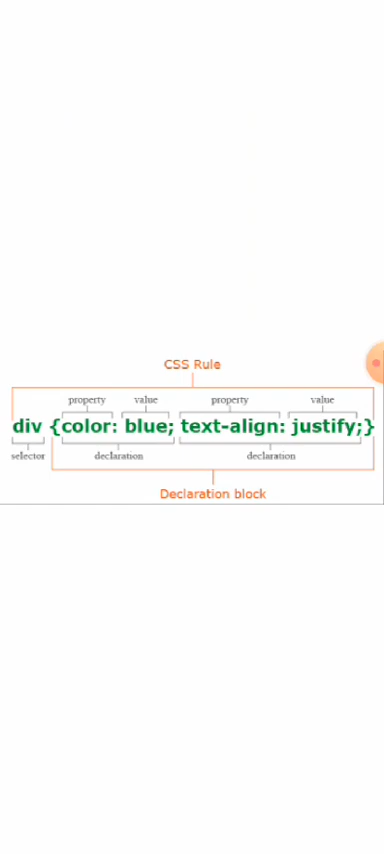 CSS Rule
property value property value
div {color: blue; text-align: justify;}
selector declaration declaration
Declaration block